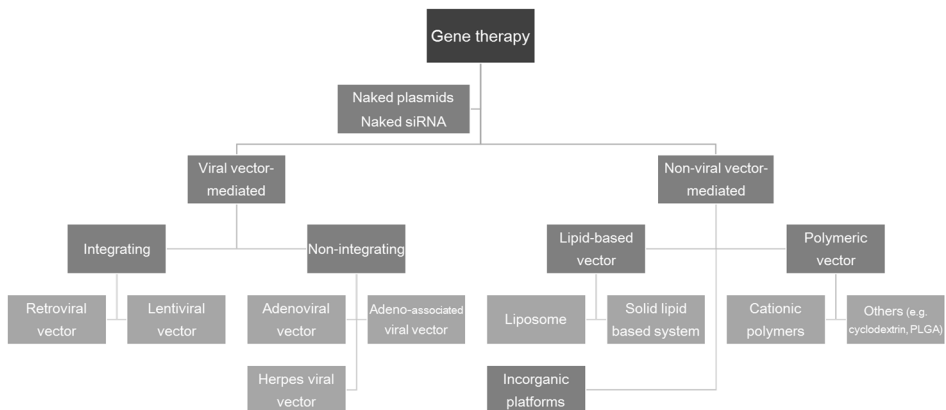 Gene therapy
Naked plasmids
Naked siRNA
Viral vector-
mediated
Non-viral vector-
mediated
Integrating
Non-integrating
Lipid-based
vector
Polymeric
vector
Retroviral
vector
Lentiviral
vector
Adenoviral
vector
Adeno-associated
viral vector
Liposome
Solid lipid
based system
Cationic
polymers
Others (e.g.
cyclodextrin, PLGA)
Herpes viral
vector
Incorganic
platforms